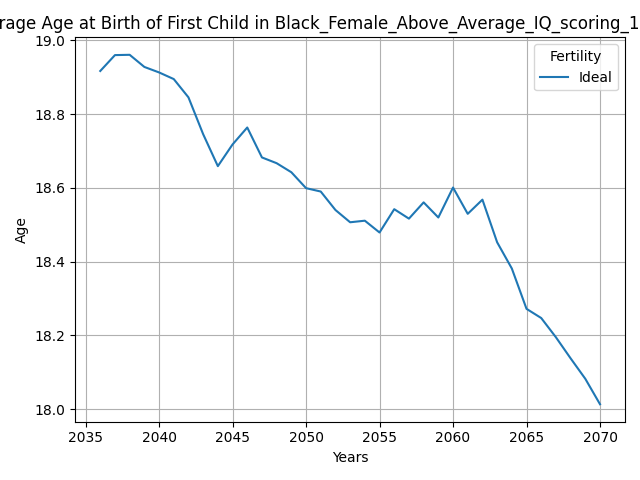 rage Age at Birth of First Child in Black_Female_Above_Average_IQ_scoring_1
19.0
18.8
18.6
18.4
18.2
18.0
Age
Fertility
Ideal
2035 2040 2045 2050 2055 2060 2065 2070
Years